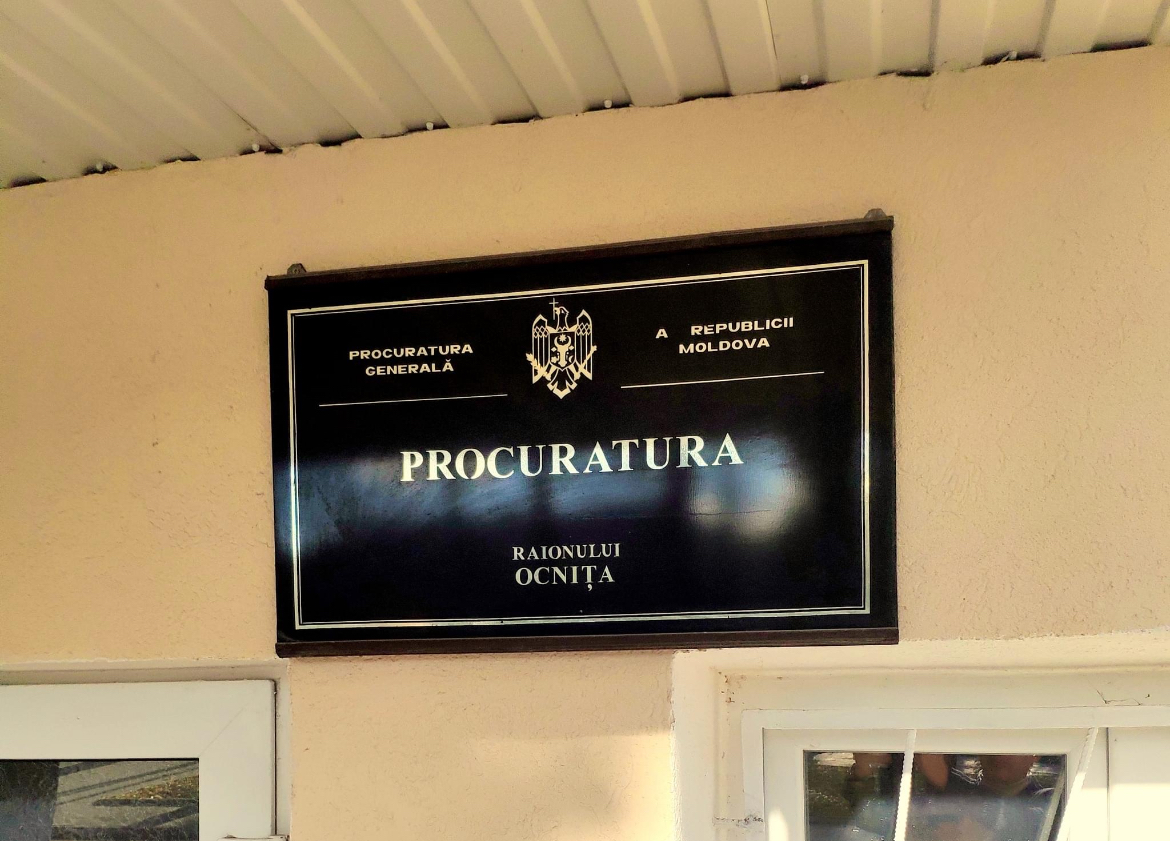 PROCURATURA
GENERALĂ
A REPUBLICII
MOLDOVA
PROCURATURA
RAIONULUI
OCNIȚA